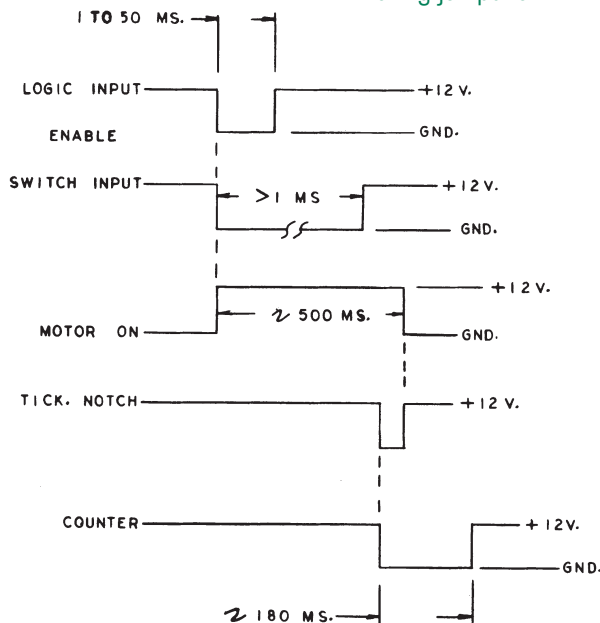 1 TO 50 MS.
LOGIC INPUT +12 V.
ENABLE GND.
SWITCH INPUT >1 MS +12 V.
GND.
+12 V.
~ 500 MS.
MOTOR ON GND.
TICK. NOTCH +12 V.
COUNTER +12V.
GND.
~ 180 MS.